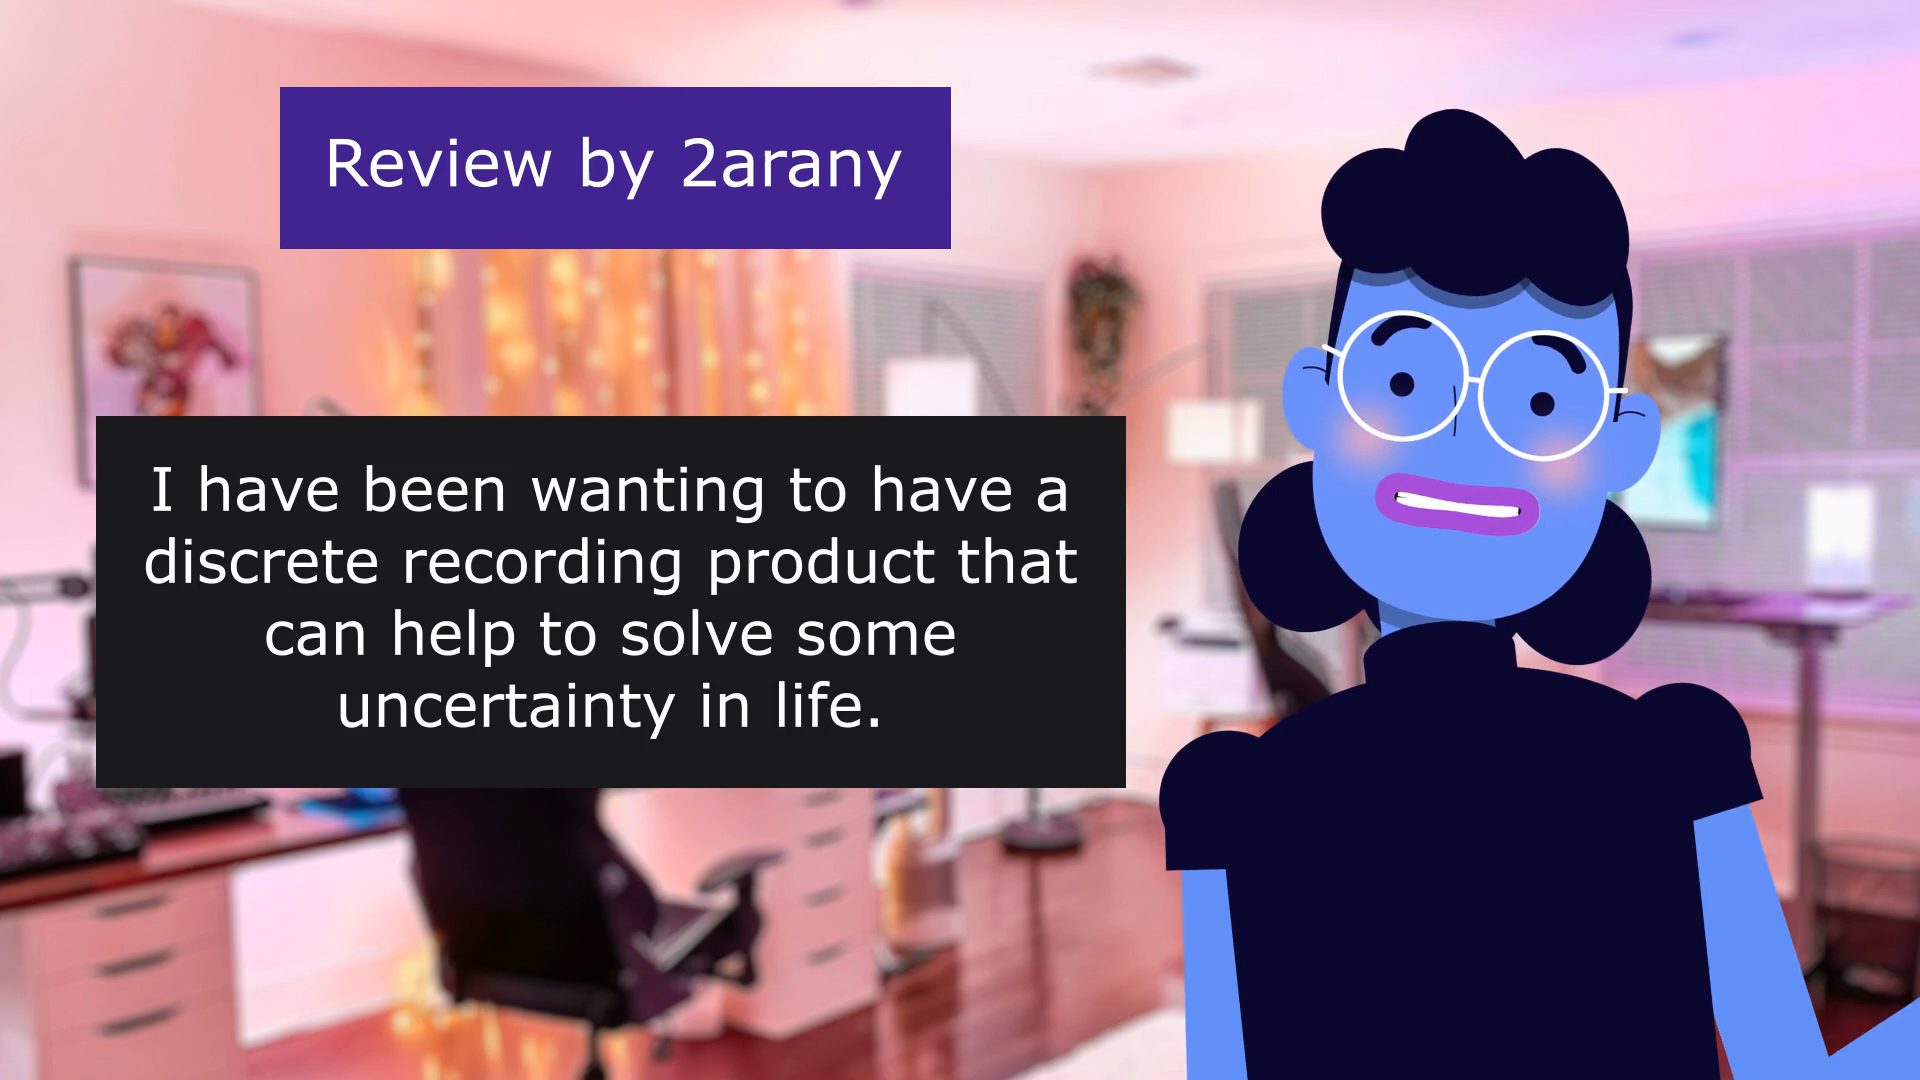 Review by 2arany
I have been wanting to have a
discrete recording product that
can help to solve some
uncertainty in life.